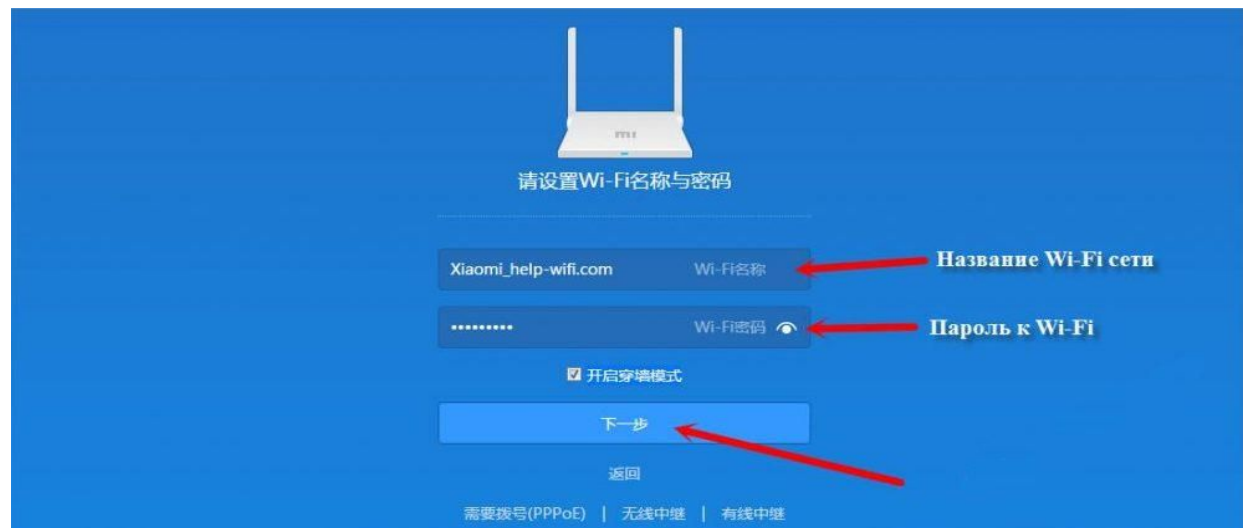 mi
请设置Wi-Fi名称与密码
Xiaomi_help-wifi.com Wi-Fi名称 Название Wi-Fi сети
••••••••• Wi-Fi密码 Пароль к Wi-Fi
开启穿墙模式
下一步
返回
需要拨号(PPPoE) | 无线中继 | 有线中继